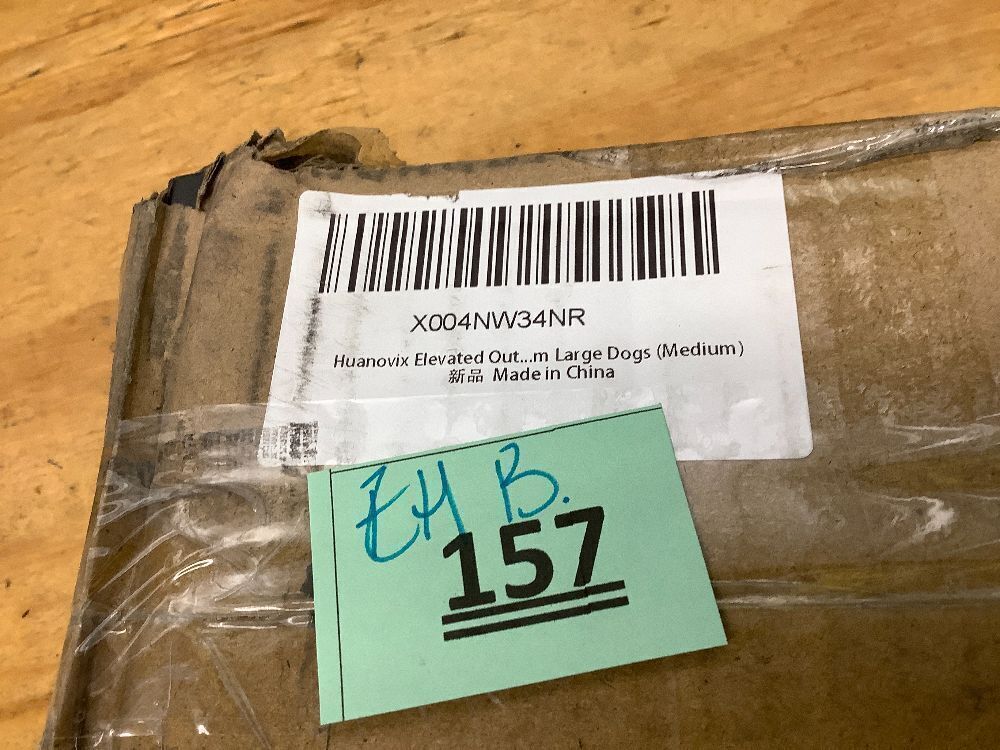 X004NW34NR
Huanovix Elevated Out...m Large Dogs (Medium)
新品 Made in China
EH B.
157